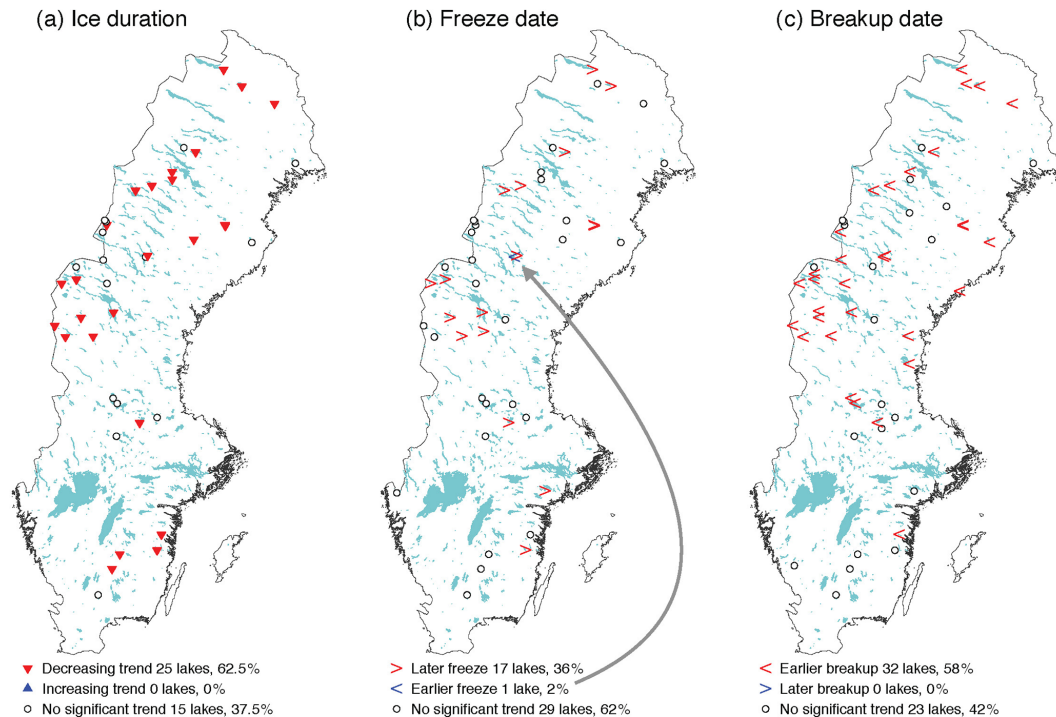 (a) Ice duration
(b) Freeze date
(c) Breakup date
Decreasing trend 25 lakes, 62.5%
Increasing trend 0 lakes, 0%
No significant trend 15 lakes, 37.5%
Later freeze 17 lakes, 36%
Earlier freeze 1 lake, 2%
No significant trend 29 lakes, 62%
Earlier breakup 32 lakes, 58%
Later breakup 0 lakes, 0%
No significant trend 23 lakes, 42%